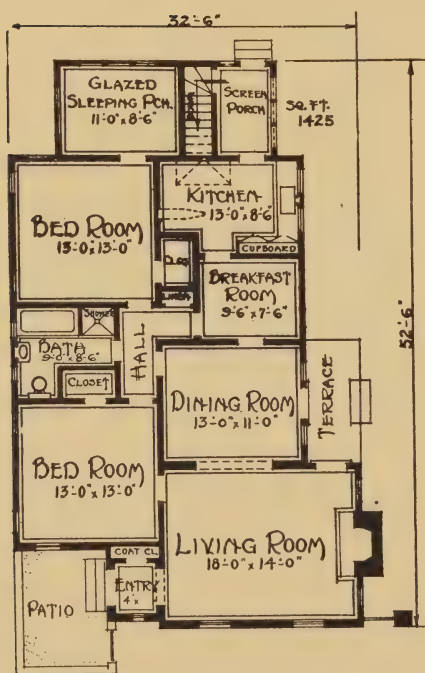 32'-6"
GLAZED
SLEEPING PCH.
11'-0" x 8'-6"
SCREEN
PORCH
SQ. FT.
1425
KITCHEN
13'-0" x 8'-6"
BED ROOM
13'-0" x 13'-0"
CUPBOARD
CLOS.
LINEN
BREAKFAST
ROOM
9'-6" x 7'-6"
52'-6"
SHOWER
BATH
9'-0" x 8'-6"
HALL
CLOSET
DINING ROOM
13'-0" x 11'-0"
TERRACE
BED ROOM
13'-0" x 13'-0"
LIVING ROOM
18'-0" x 14'-0"
COAT CL.
ENTRY
4' x
PATIO